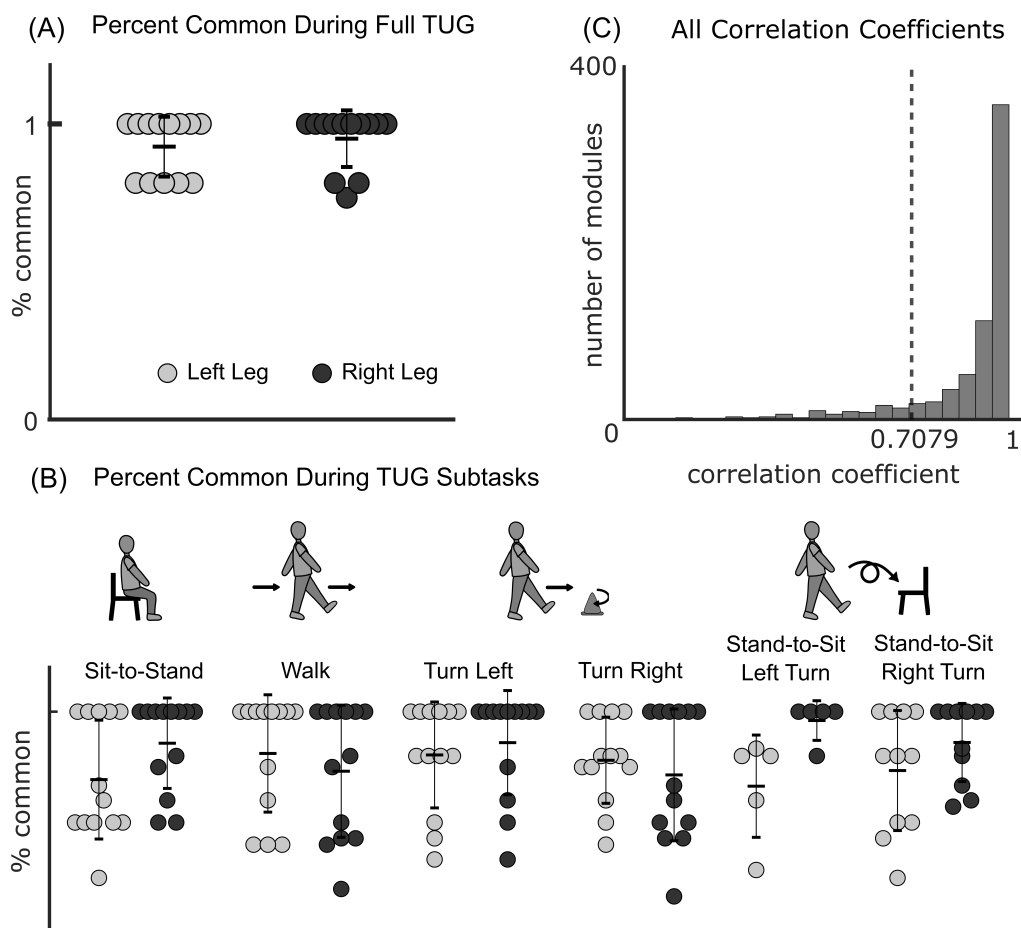 (A) Percent Common During Full TUG
1
% common
0
Left Leg
Right Leg
(C) All Correlation Coefficients
400
number of modules
0
0.7079
1
correlation coefficient
(B) Percent Common During TUG Subtasks
Sit-to-Stand
Walk
Turn Left
Turn Right
Stand-to-Sit
Left Turn
Stand-to-Sit
Right Turn
% common